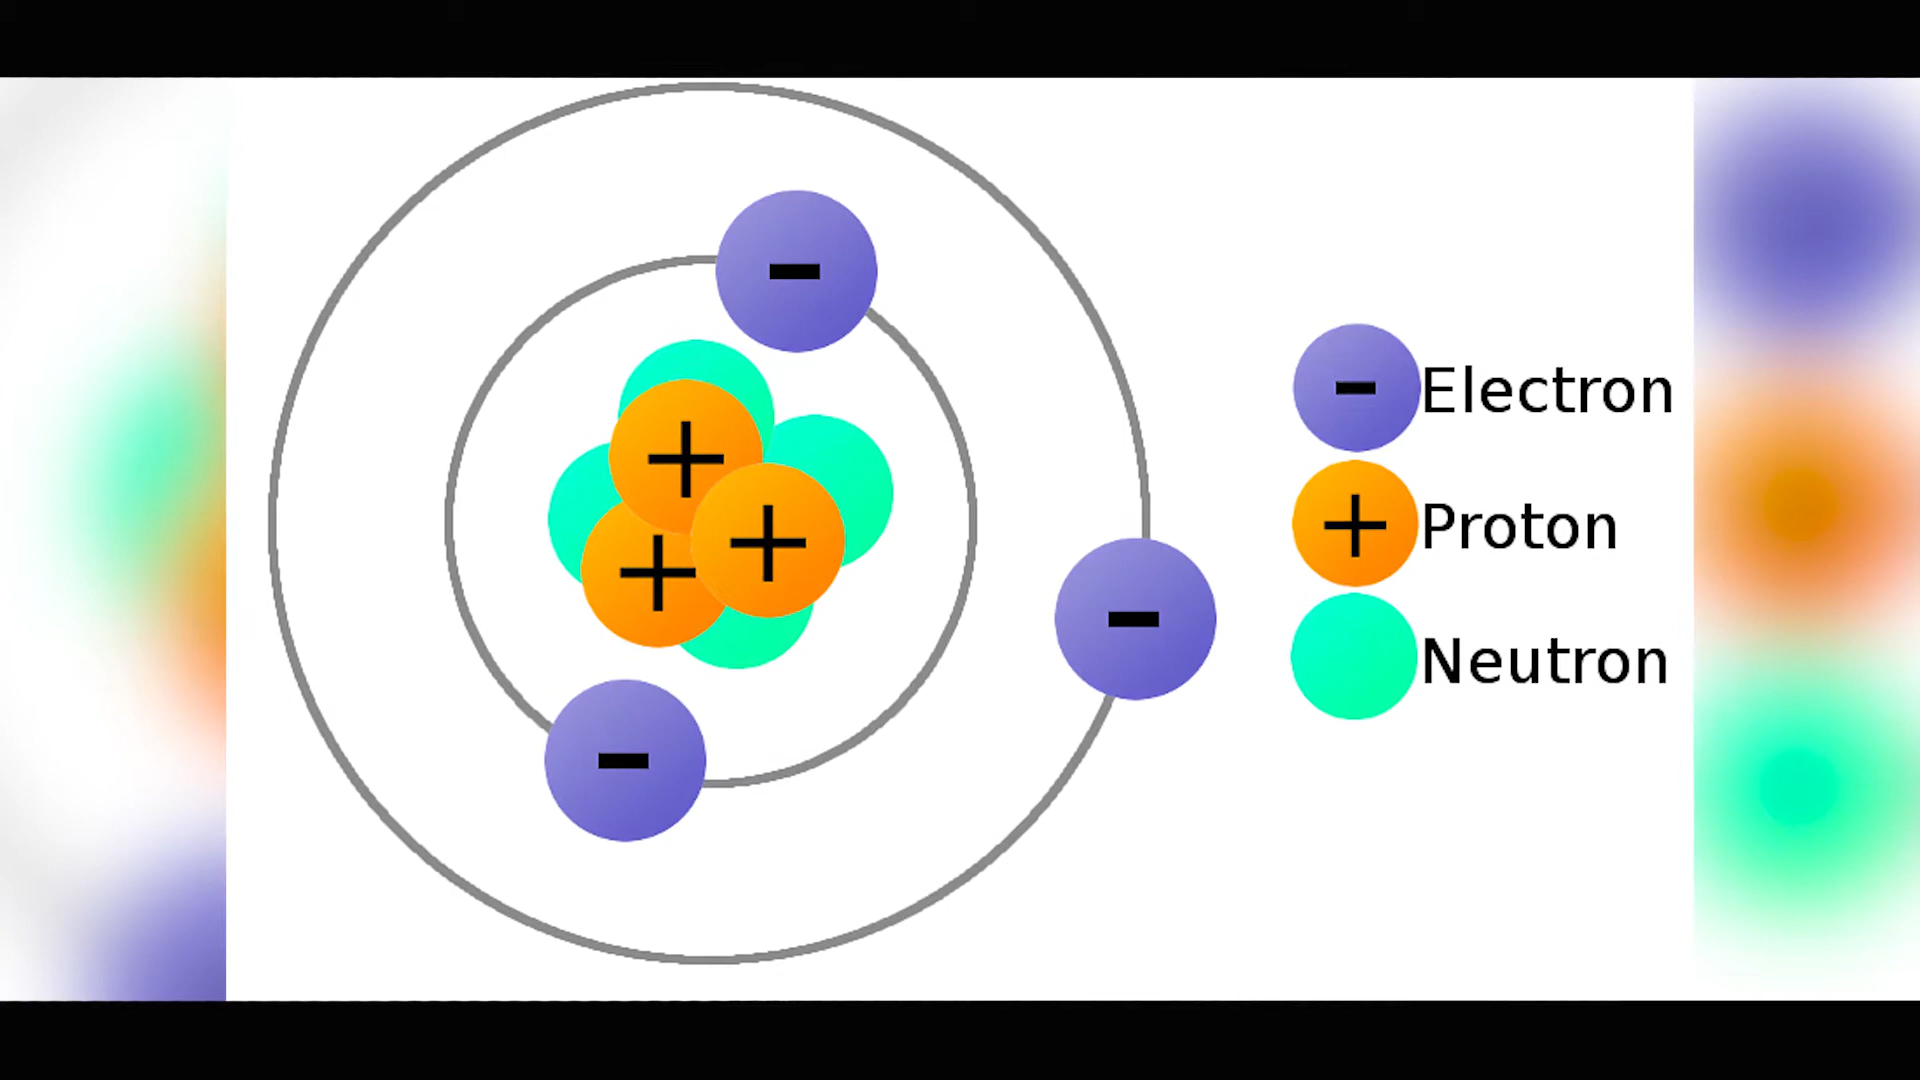 −
+
+
+
−
−
− Electron
+ Proton
Neutron